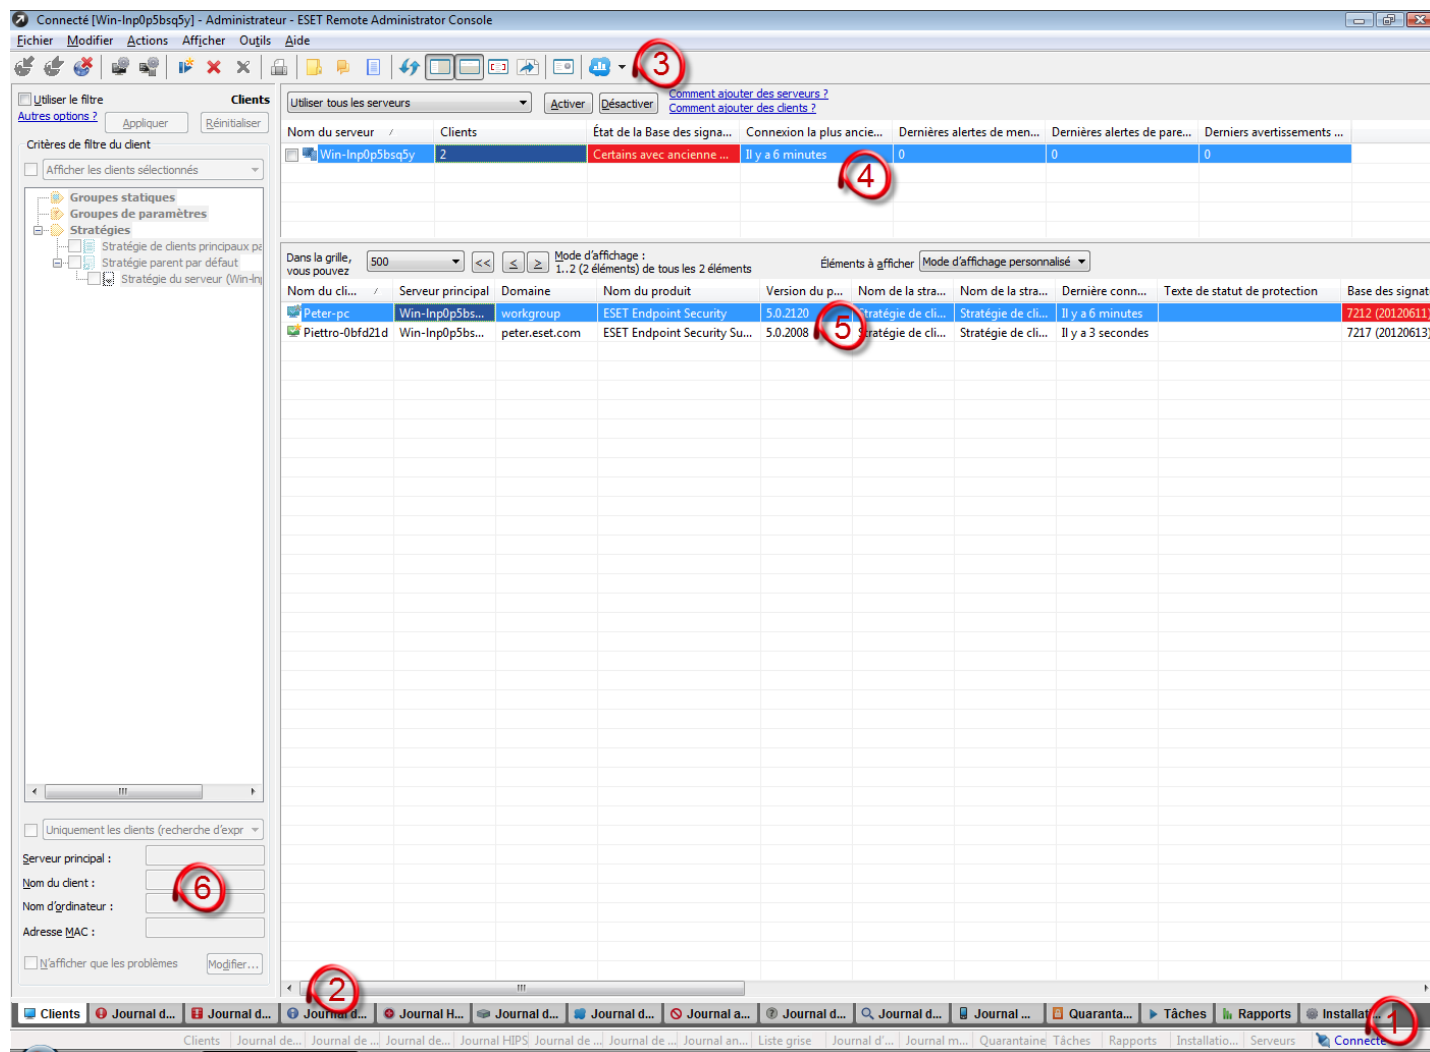 Connecté [Win-lnp0p5bsq5y] - Administrateur - ESET Remote Administrator Console
Fichier Modifier Actions Afficher Outils Aide
3
Utiliser le filtre Clients
Autres options ? Appliquer Réinitialiser
Critères de filtre du client
Afficher les clients sélectionnés
Groupes statiques
Groupes de paramètres
Stratégies
Stratégie de clients principaux pa
Stratégie parent par défaut
Stratégie du serveur (Win-lnp
Uniquement les clients (recherche d'expr
Serveur principal :
Nom du client :
6
Nom d'ordinateur :
Adresse MAC :
N'afficher que les problèmes Modifier...
Utiliser tous les serveurs Activer Désactiver
Comment ajouter des serveurs ?
Comment ajouter des clients ?
Nom du serveur Clients État de la Base des signa... Connexion la plus ancie... Dernières alertes de men... Dernières alertes de pare... Derniers avertissements ...
Win-lnp0p5bsq5y 2 Certains avec ancienne ... Il y a 6 minutes 0 0 0
4
Dans la grille, vous pouvez 500 << < >
Mode d'affichage :
1..2 (2 éléments) de tous les 2 éléments
Éléments à afficher Mode d'affichage personnalisé
Nom du cli... Serveur principal Domaine Nom du produit Version du p... Nom de la stra... Nom de la stra... Dernière conn... Texte de statut de protection Base des signat
Peter-pc Win-lnp0p5bs... workgroup ESET Endpoint Security 5.0.2120 Stratégie de cli... Stratégie de cli... Il y a 6 minutes 7212 (20120611)
5
Piettro-0bfd21d Win-lnp0p5bs... peter.eset.com ESET Endpoint Security Su... 5.0.2008 Stratégie de cli... Stratégie de cli... Il y a 3 secondes 7217 (20120613)
2
Clients Journal d... Journal d... Journal d... Journal H... Journal d... Journal d... Journal a... Journal d... Journal d... Journal ... Quaranta... Tâches Rapports Installat...
1
Clients Journal de... Journal de ... Journal de... Journal HIPS Journal de ... Journal de ... Journal an... Liste grise Journal d'... Journal m... Quarantaine Tâches Rapports Installatio... Serveurs Connecté